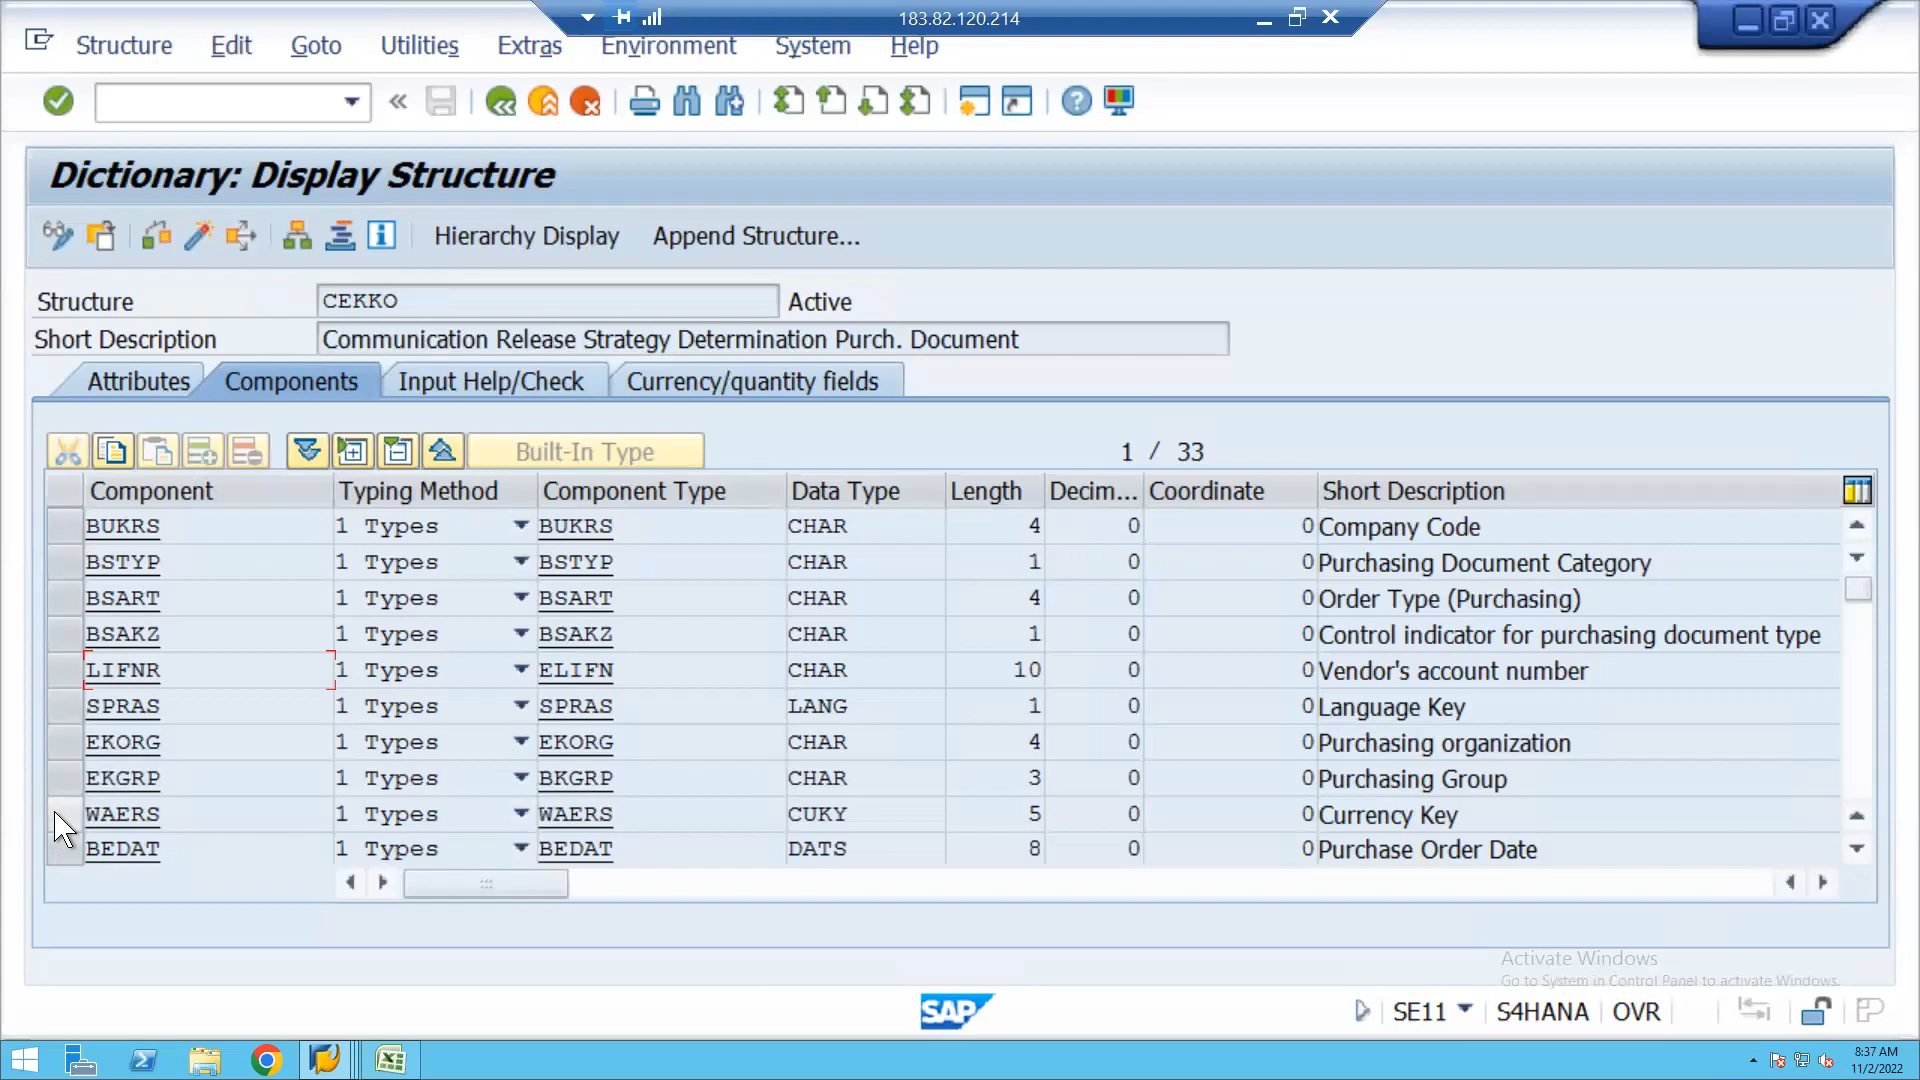 183.82.120.214
Structure Edit Goto Utilities Extras Environment System Help
Dictionary: Display Structure
Hierarchy Display Append Structure...
Structure CEKKO Active
Short Description Communication Release Strategy Determination Purch. Document
Attributes Components Input Help/Check Currency/quantity fields
Built-In Type 1 / 33
Component Typing Method Component Type Data Type Length Decim... Coordinate Short Description
BUKRS 1 Types BUKRS CHAR 4 0 0 Company Code
BSTYP 1 Types BSTYP CHAR 1 0 0 Purchasing Document Category
BSART 1 Types BSART CHAR 4 0 0 Order Type (Purchasing)
BSAKZ 1 Types BSAKZ CHAR 1 0 0 Control indicator for purchasing document type
LIFNR 1 Types ELIFN CHAR 10 0 0 Vendor's account number
SPRAS 1 Types SPRAS LANG 1 0 0 Language Key
EKORG 1 Types EKORG CHAR 4 0 0 Purchasing organization
EKGRP 1 Types BKGRP CHAR 3 0 0 Purchasing Group
WAERS 1 Types WAERS CUKY 5 0 0 Currency Key
BEDAT 1 Types BEDAT DATS 8 0 0 Purchase Order Date
Activate Windows
Go to System in Control Panel to activate Windows.
SAP SE11 S4HANA OVR
8:37 AM
11/2/2022